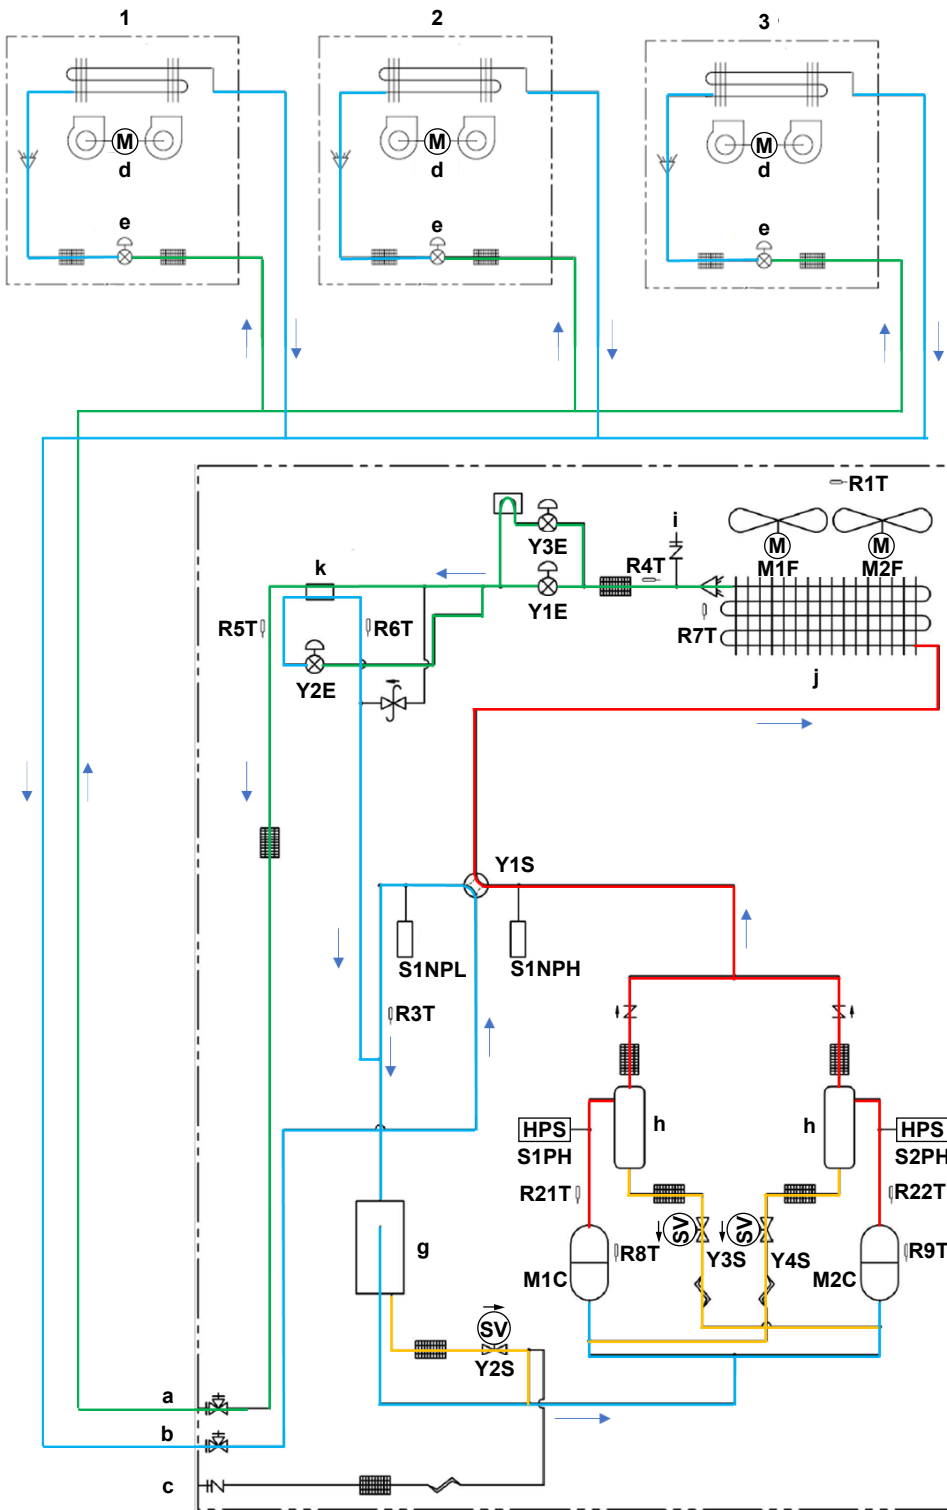 1 2 3
M M M
d d d
e e e
R1T
i
Y3E
M M
k R4T M1F M2F
Y1E
R5T R6T R7T
Y2E j
Y1S
S1NPL S1NPH
R3T
HPS h h HPS
S1PH S2PH
R21T R22T
SV SV
g R8T Y3S Y4S R9T
M1C M2C
SV
Y2S
a
b
c